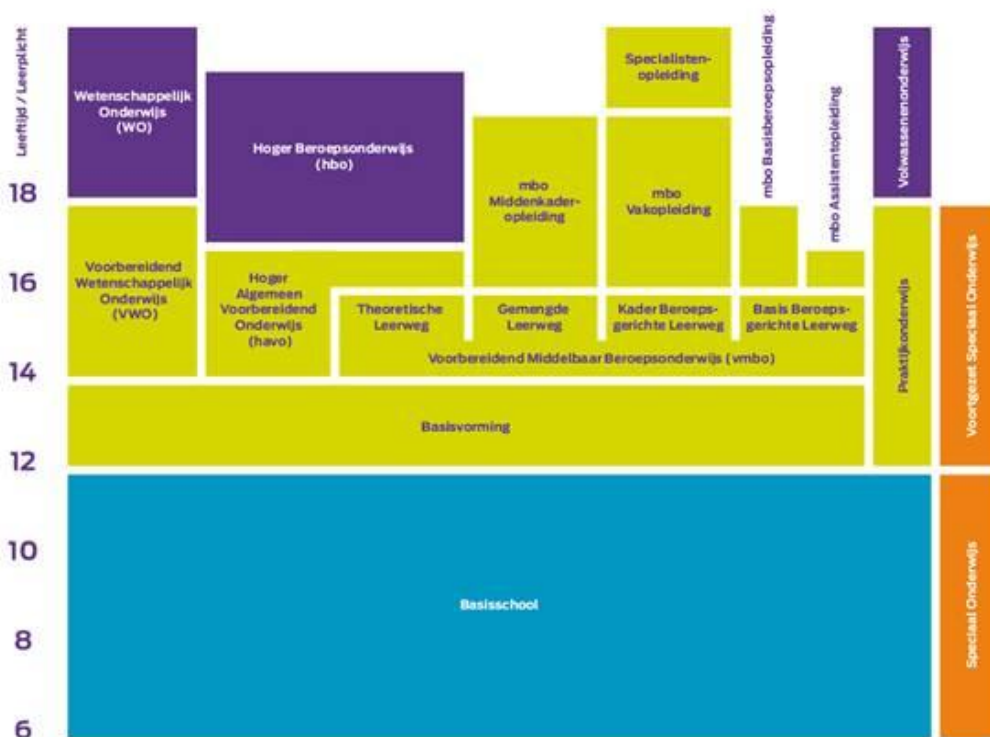 Leeftijd / Leerplicht
18
16
14
12
10
8
6
Wetenschappelijk
Onderwijs
(WO)
Hoger Beroepsonderwijs
(hbo)
Specialisten-
opleiding
mbo
Middenkader-
opleiding
mbo
Vakopleiding
mbo Basisberoepsopleiding
mbo Assistentopleiding
Volwassenenonderwijs
Voorbereidend
Wetenschappelijk
Onderwijs
(VWO)
Hoger
Algemeen
Voorbereidend
Onderwijs
(havo)
Theoretische
Leerweg
Gemengde
Leerweg
Kader Beroeps-
gerichte Leerweg
Basis Beroeps-
gerichte Leerweg
Voorbereidend Middelbaar Beroepsonderwijs (vmbo)
Praktijkonderwijs
Voortgezet Speciaal Onderwijs
Basisvorming
Basisschool
Speciaal Onderwijs